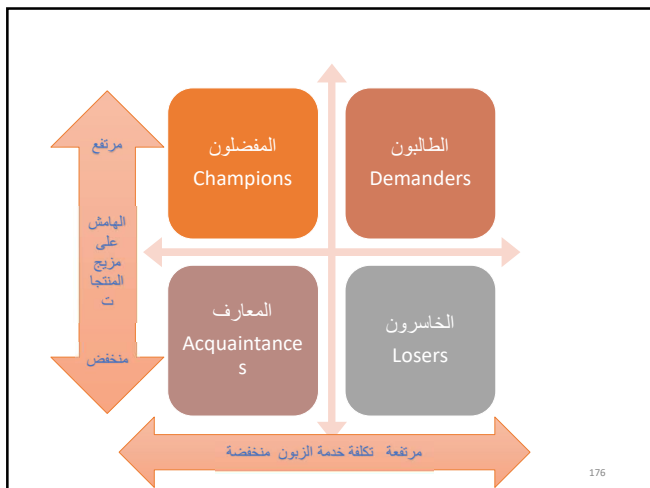 المفضلون
Champions
الطالبون
Demanders
مرتفع
الهامش
على
مزيج
المنتجا
ت
منخفض
المعارف
Acquaintance
s
الخاسرون
Losers
مرتفعة تكلفة خدمة الزبون منخفضة
176